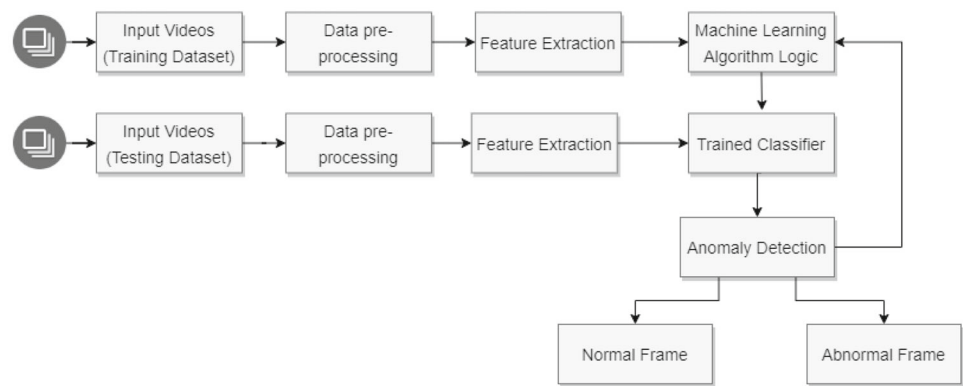 Input Videos
(Training Dataset)
Data pre-
processing
Feature Extraction
Machine Learning
Algorithm Logic
Input Videos
(Testing Dataset)
Data pre-
processing
Feature Extraction
Trained Classifier
Anomaly Detection
Normal Frame
Abnormal Frame